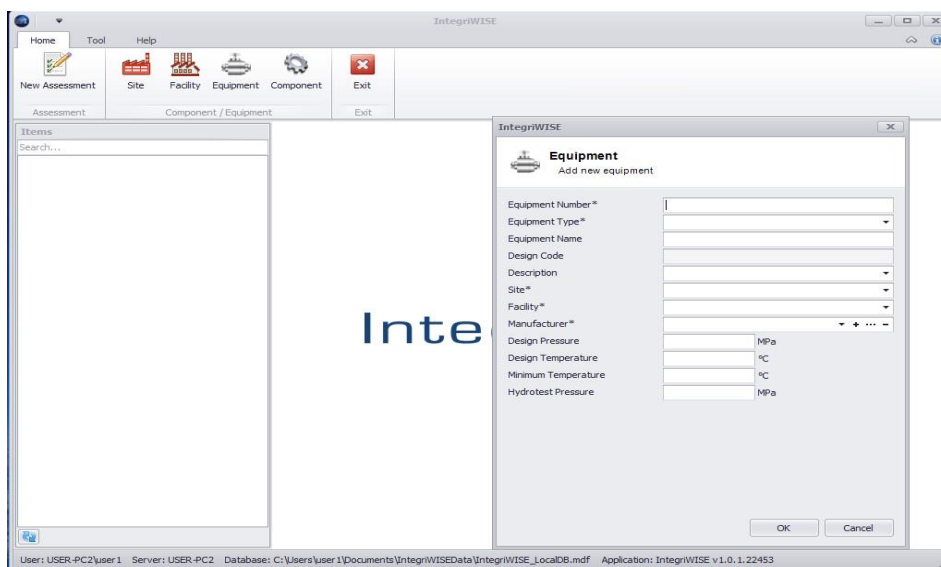 IntegriWISE
Home Tool Help
New Assessment Site Facility Equipment Component Exit
Assessment Component / Equipment Exit
Items
Search...
IntegriWISE
Equipment
Add new equipment
Equipment Number*
Equipment Type*
Equipment Name
Design Code
Description
Site*
Facility*
Manufacturer*
Design Pressure MPa
Design Temperature °C
Minimum Temperature °C
Hydrotest Pressure MPa
Inte
OK Cancel
User: USER-PC2\user1 Server: USER-PC2 Database: C:\Users\user1\Documents\IntegriWISEData\IntegriWISE_LocalDB.mdf Application: IntegriWISE v1.0.1.22453